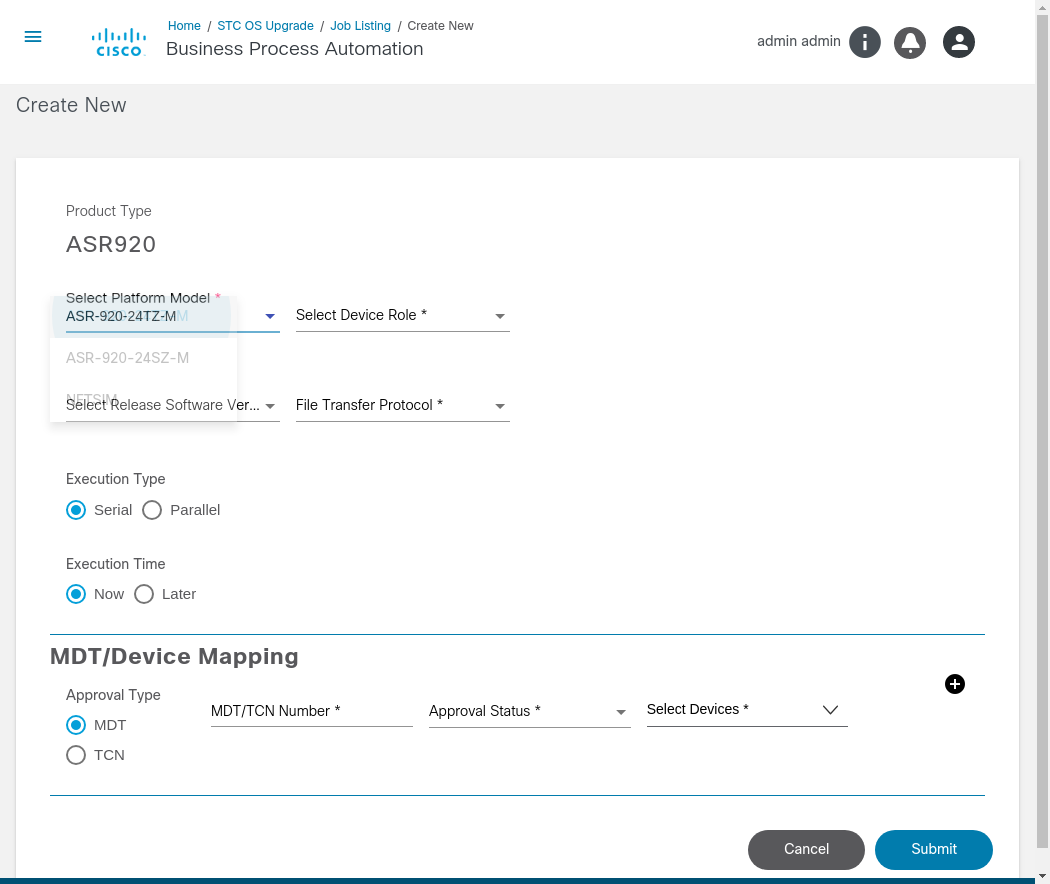 Home / STC OS Upgrade / Job Listing / Create New
CISCO
Business Process Automation
admin admin
Create New
Product Type
ASR920
Select Platform Model *
ASR-920-24TZ-M
Select Device Role *
ASR-920-24SZ-M
NETSIM
Select Release Software Ver...
File Transfer Protocol *
Execution Type
Serial Parallel
Execution Time
Now Later
MDT/Device Mapping
Approval Type
MDT
TCN
MDT/TCN Number *
Approval Status *
Select Devices *
Cancel
Submit